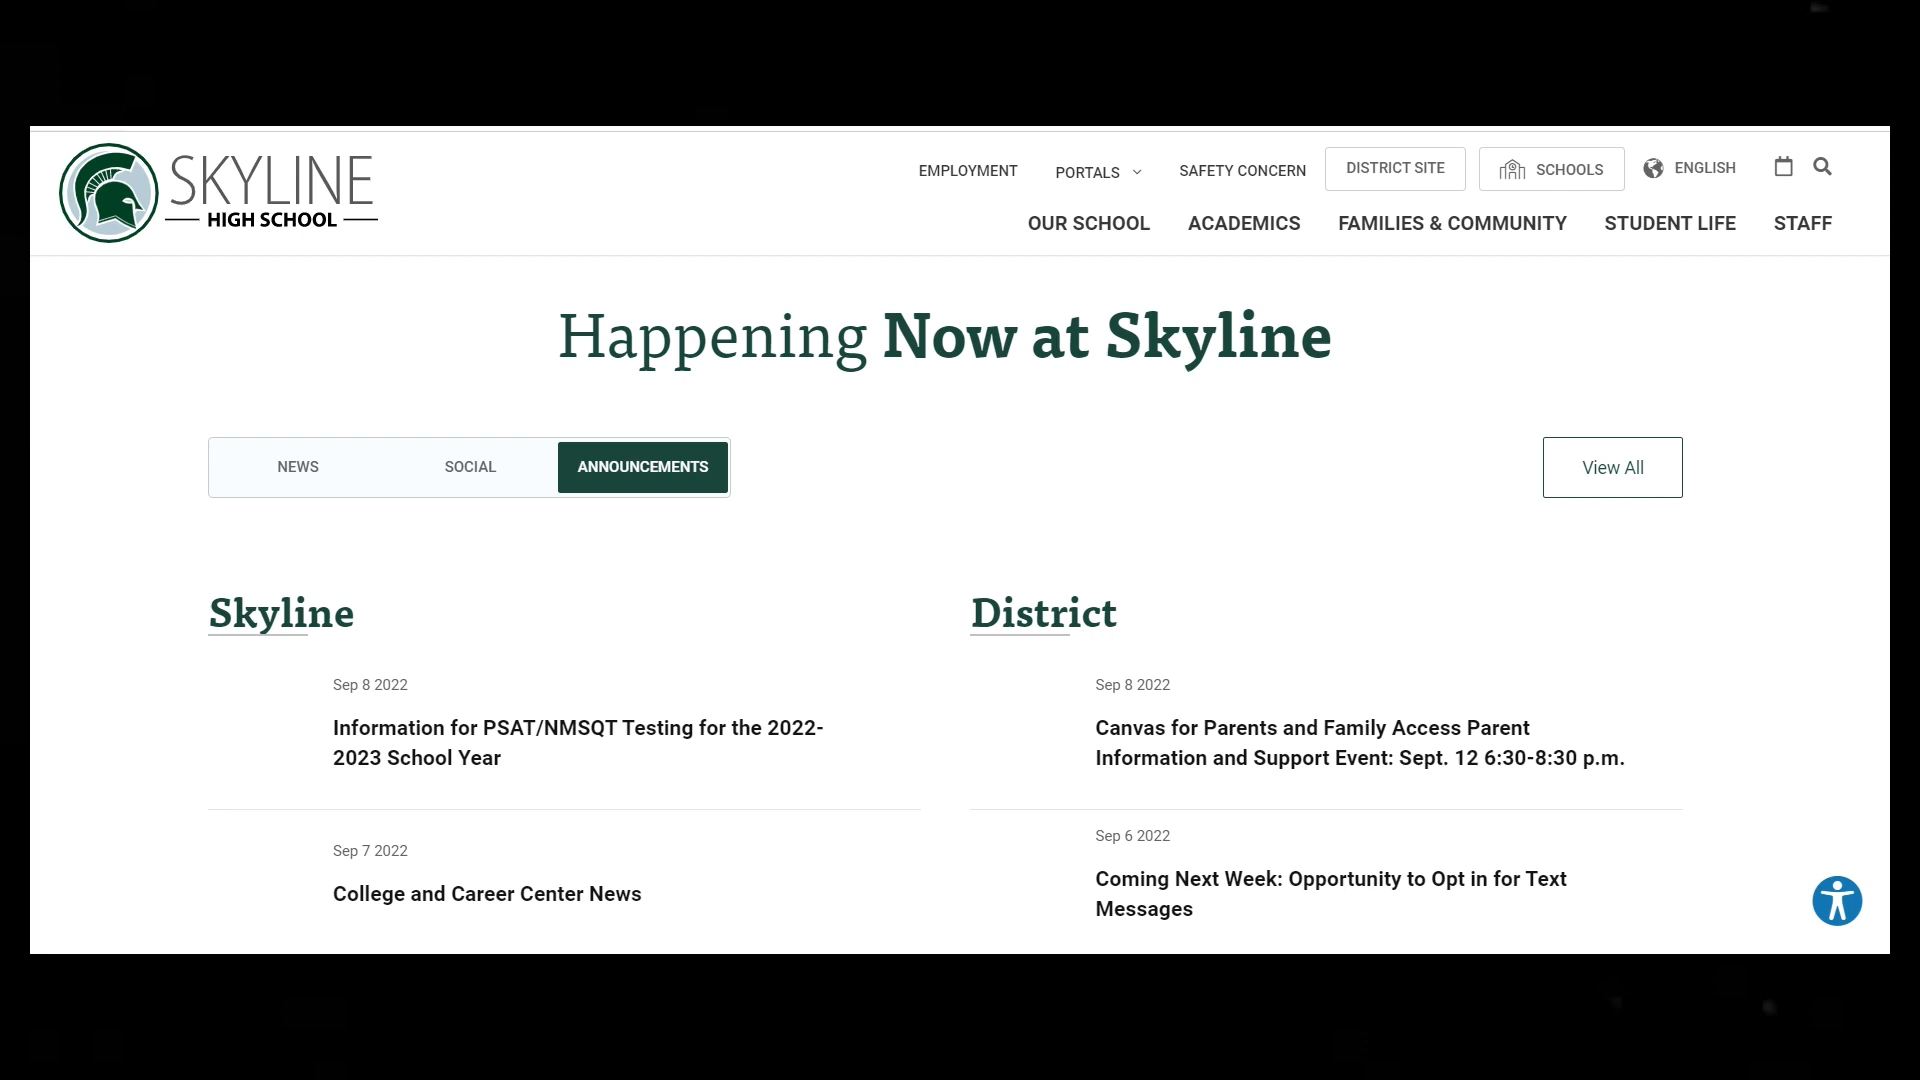 SKYLINE
HIGH SCHOOL
EMPLOYMENT PORTALS SAFETY CONCERN DISTRICT SITE SCHOOLS ENGLISH
OUR SCHOOL ACADEMICS FAMILIES & COMMUNITY STUDENT LIFE STAFF
Happening Now at Skyline
NEWS SOCIAL ANNOUNCEMENTS View All
Skyline
Sep 8 2022
Information for PSAT/NMSQT Testing for the 2022-
2023 School Year
Sep 7 2022
College and Career Center News
District
Sep 8 2022
Canvas for Parents and Family Access Parent
Information and Support Event: Sept. 12 6:30-8:30 p.m.
Sep 6 2022
Coming Next Week: Opportunity to Opt in for Text
Messages